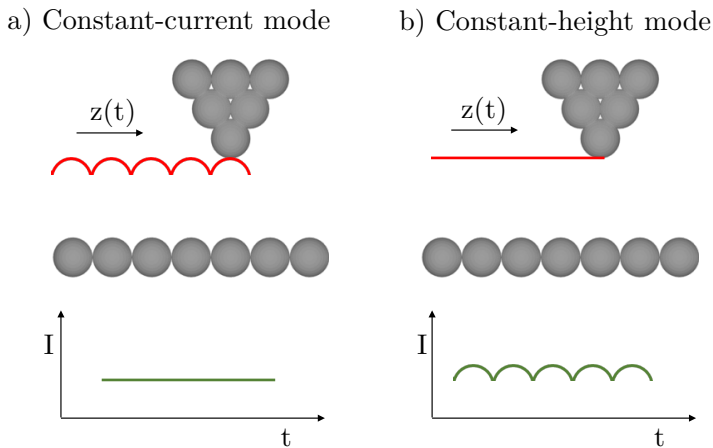 a) Constant-current mode
b) Constant-height mode
z(t)
z(t)
I
t
I
t